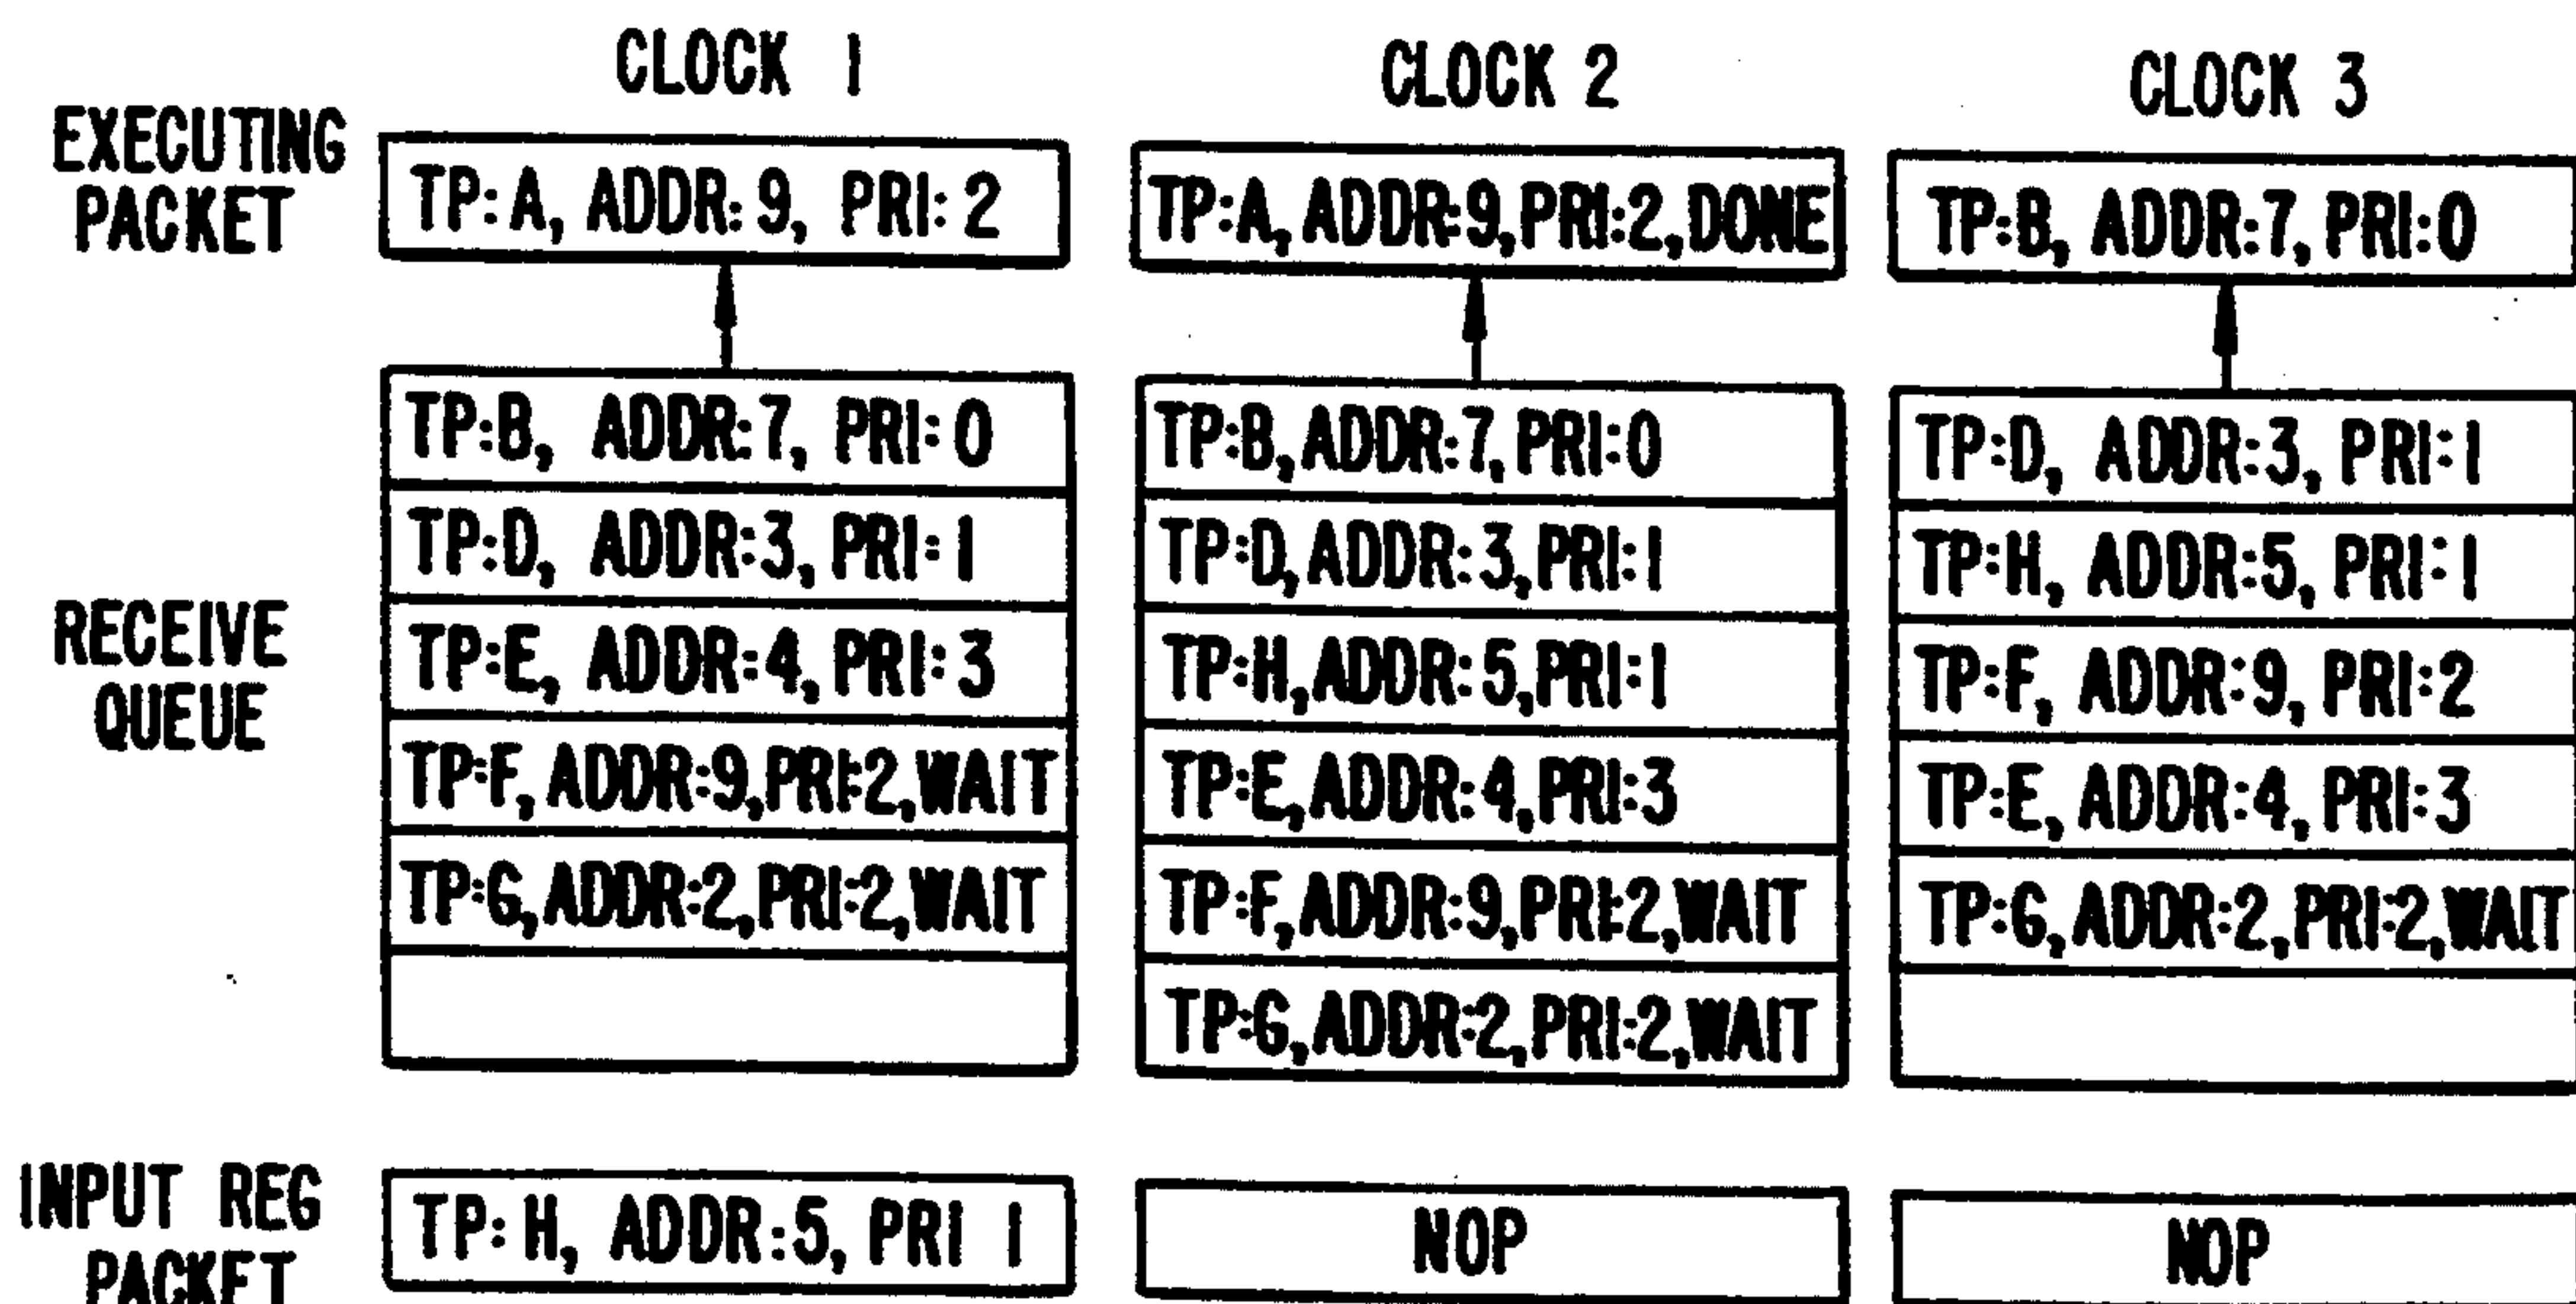 CLOCK 1
CLOCK 2
CLOCK 3
EXECUTING
PACKET
TP:A, ADDR:9, PRI:2
TP:A, ADDR:9, PRI:2, DONE
TP:B, ADDR:7, PRI:0
RECEIVE
QUEUE
TP:B, ADDR:7, PRI:0
TP:D, ADDR:3, PRI:1
TP:E, ADDR:4, PRI:3
TP:F, ADDR:9, PRI:2, WAIT
TP:G, ADDR:2, PRI:2, WAIT
TP:B, ADDR:7, PRI:0
TP:D, ADDR:3, PRI:1
TP:H, ADDR:5, PRI:1
TP:E, ADDR:4, PRI:3
TP:F, ADDR:9, PRI:2, WAIT
TP:G, ADDR:2, PRI:2, WAIT
TP:D, ADDR:3, PRI:1
TP:H, ADDR:5, PRI:1
TP:F, ADDR:9, PRI:2
TP:E, ADDR:4, PRI:3
TP:G, ADDR:2, PRI:2, WAIT
INPUT REG
PACKET
TP:H, ADDR:5, PRI 1
NOP
NOP